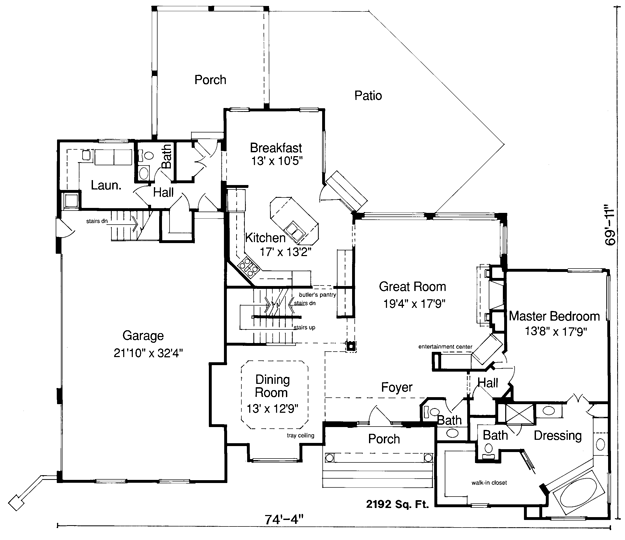 Porch
Patio
Breakfast
13' x 10'5"
Bath
Laun.
Hall
stairs dn
Kitchen
17' x 13'2"
69'-11"
Great Room
19'4" x 17'9"
butler's pantry
stairs dn
stairs up
Master Bedroom
13'8" x 17'9"
Garage
21'10" x 32'4"
entertainment center
Dining
Room
13' x 12'9"
tray ceiling
Foyer
Hall
Bath
Porch
Bath
Dressing
walk-in closet
2192 Sq. Ft.
74'-4"